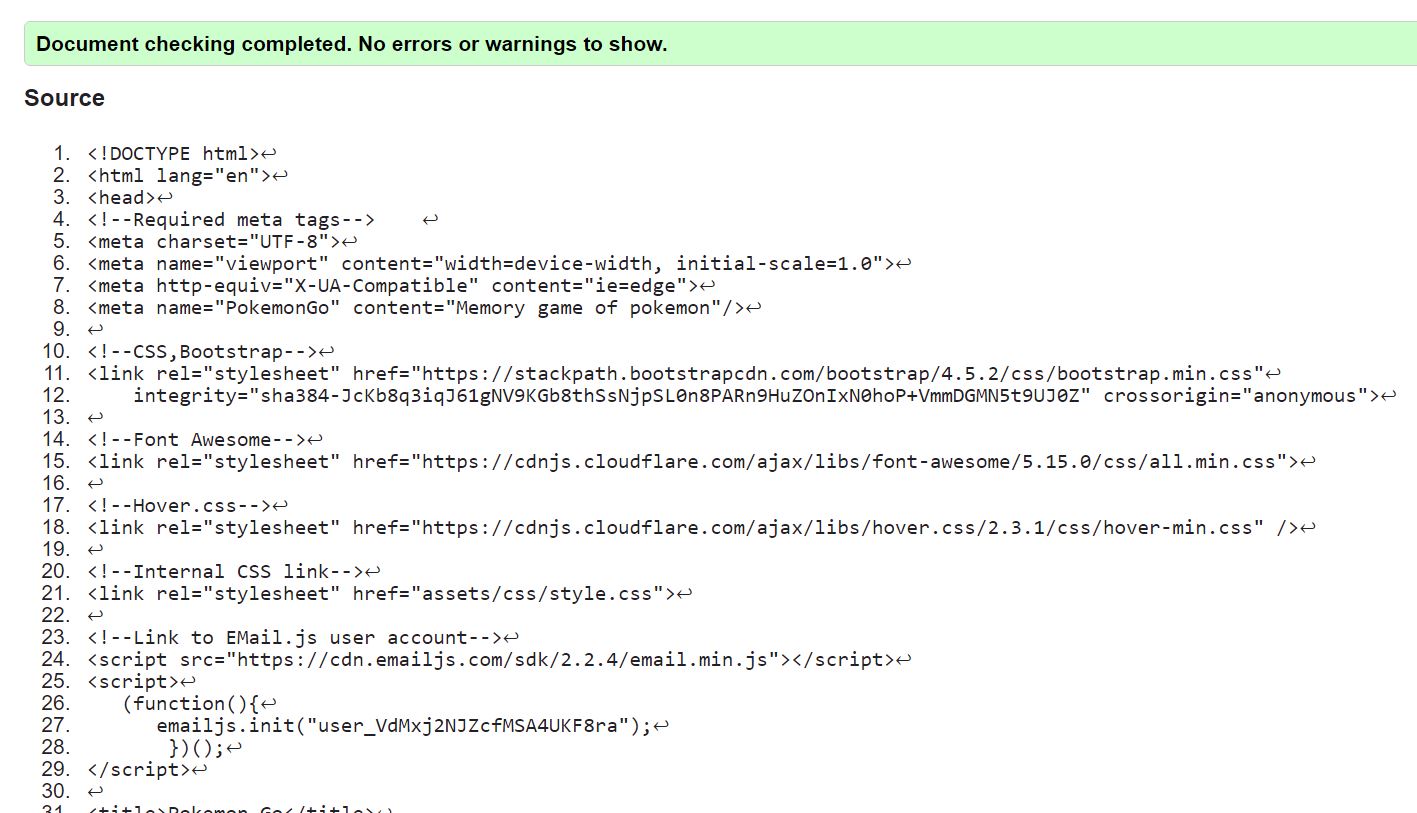 Document checking completed. No errors or warnings to show.
Source
1. <!DOCTYPE html>↩
2. <html lang="en">↩
3. <head>↩
4. <!--Required meta tags-->    ↩
5. <meta charset="UTF-8">↩
6. <meta name="viewport" content="width=device-width, initial-scale=1.0">↩
7. <meta http-equiv="X-UA-Compatible" content="ie=edge">↩
8. <meta name="PokemonGo" content="Memory game of pokemon"/>↩
9. ↩
10. <!--CSS,Bootstrap-->↩
11. <link rel="stylesheet" href="https://stackpath.bootstrapcdn.com/bootstrap/4.5.2/css/bootstrap.min.css"↩
12.     integrity="sha384-JcKb8q3iqJ61gNV9KGb8thSsNjpSL0n8PARn9HuZOnIxN0hoP+VmmDGMN5t9UJ0Z" crossorigin="anonymous">↩
13. ↩
14. <!--Font Awesome-->↩
15. <link rel="stylesheet" href="https://cdnjs.cloudflare.com/ajax/libs/font-awesome/5.15.0/css/all.min.css">↩
16. ↩
17. <!--Hover.css-->↩
18. <link rel="stylesheet" href="https://cdnjs.cloudflare.com/ajax/libs/hover.css/2.3.1/css/hover-min.css" />↩
19. ↩
20. <!--Internal CSS link-->↩
21. <link rel="stylesheet" href="assets/css/style.css">↩
22. ↩
23. <!--Link to EMail.js user account-->↩
24. <script src="https://cdn.emailjs.com/sdk/2.2.4/email.min.js"></script>↩
25. <script>↩
26.    (function(){↩
27.       emailjs.init("user_VdMxj2NJZcfMSA4UKF8ra");↩
28.        })();↩
29. </script>↩
30. ↩
31. <title>Pokemon Go</title>↩